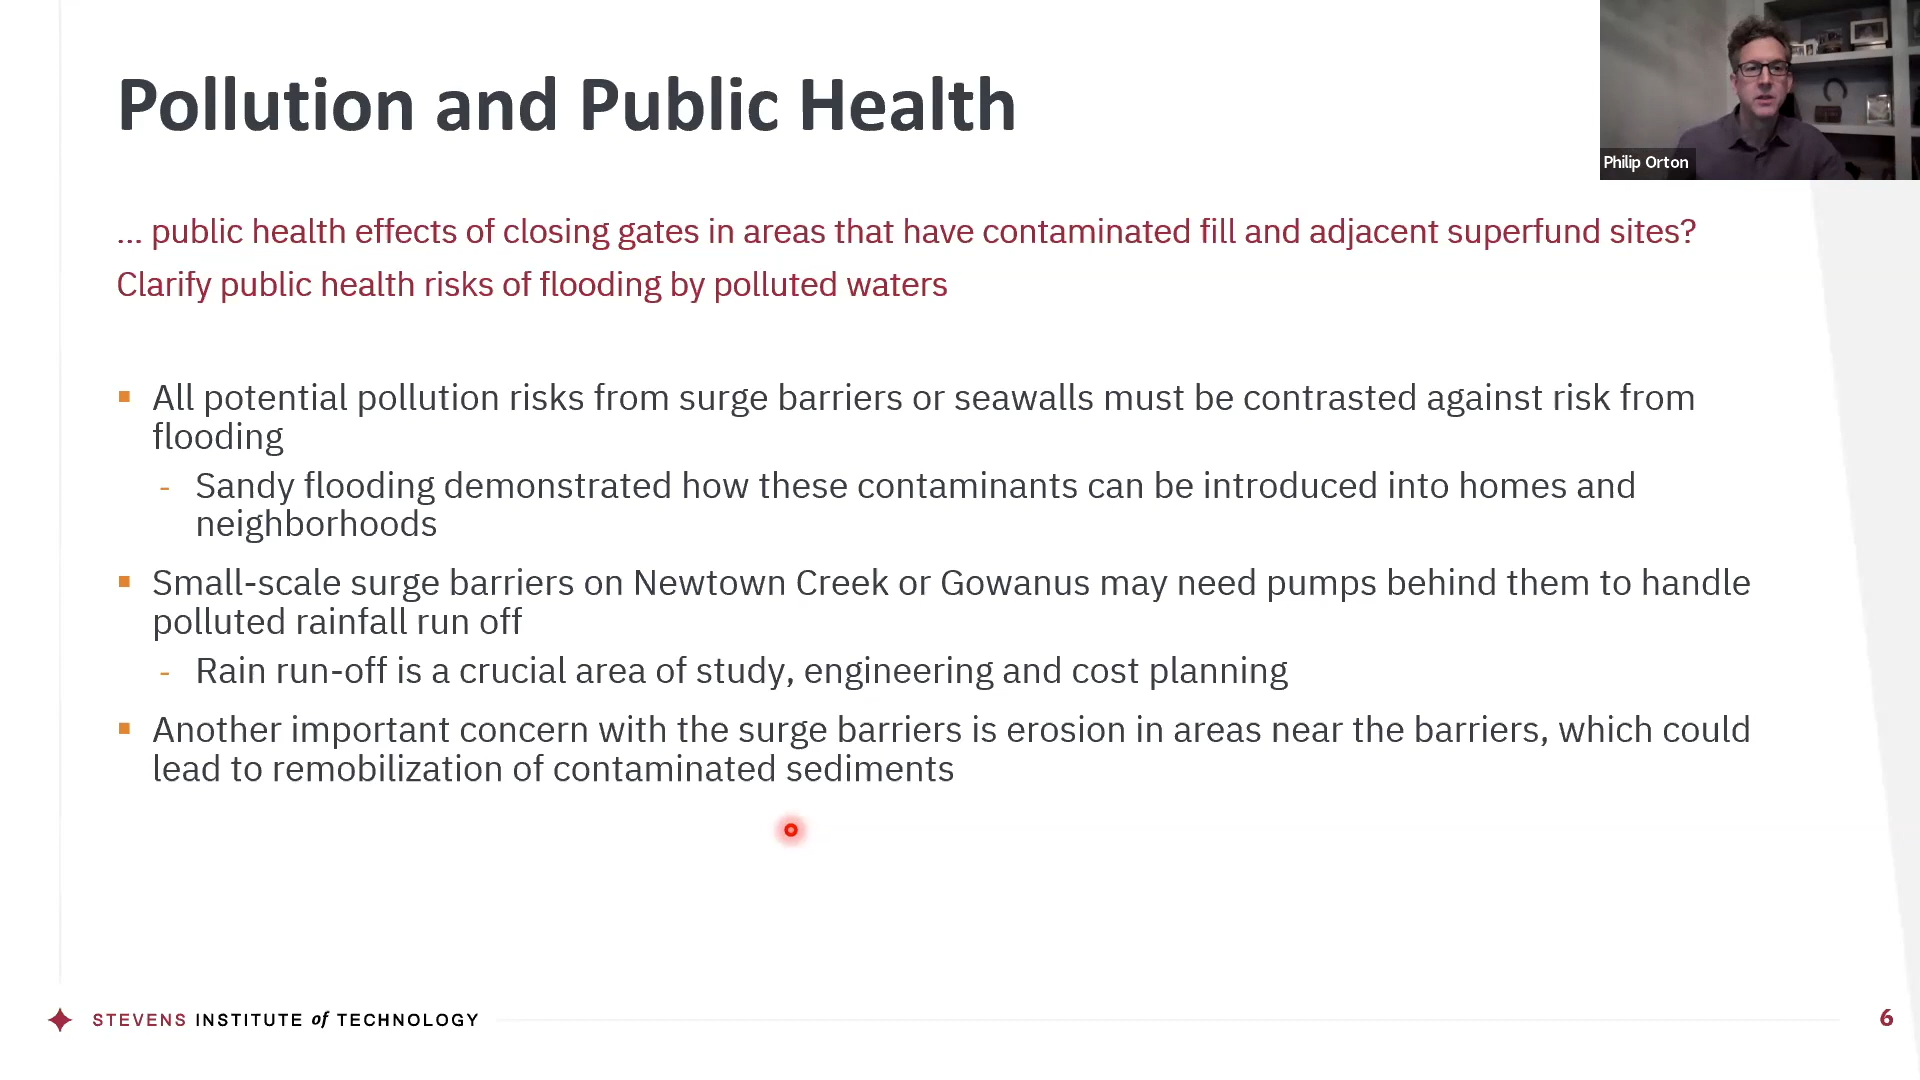 Pollution and Public Health
Philip Orton
... public health effects of closing gates in areas that have contaminated fill and adjacent superfund sites?
Clarify public health risks of flooding by polluted waters
▪ All potential pollution risks from surge barriers or seawalls must be contrasted against risk from
flooding
- Sandy flooding demonstrated how these contaminants can be introduced into homes and
neighborhoods
▪ Small-scale surge barriers on Newtown Creek or Gowanus may need pumps behind them to handle
polluted rainfall run off
- Rain run-off is a crucial area of study, engineering and cost planning
▪ Another important concern with the surge barriers is erosion in areas near the barriers, which could
lead to remobilization of contaminated sediments
STEVENS INSTITUTE of TECHNOLOGY
6